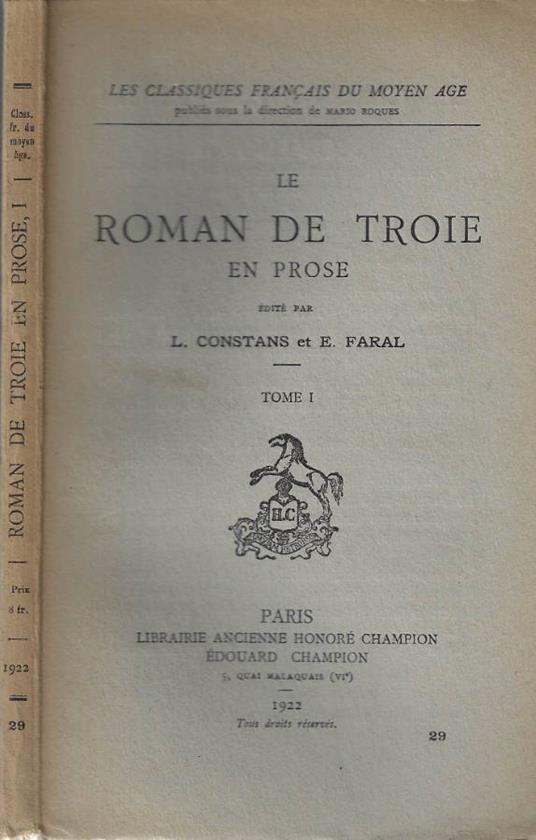 Class.
fr. du
moyen
âge.
ROMAN DE TROIE EN PROSE, I
Prix
8 fr.
1922
29
LES CLASSIQUES FRANÇAIS DU MOYEN AGE
publiés sous la direction de MARIO ROQUES
LE
ROMAN DE TROIE
EN PROSE
ÉDITÉ PAR
L. CONSTANS et E. FARAL
TOME I
H.C
PARIS
LIBRAIRIE ANCIENNE HONORÉ CHAMPION
ÉDOUARD CHAMPION
5, QUAI MALAQUAIS (VIᵉ)
1922
Tous droits réservés.
29